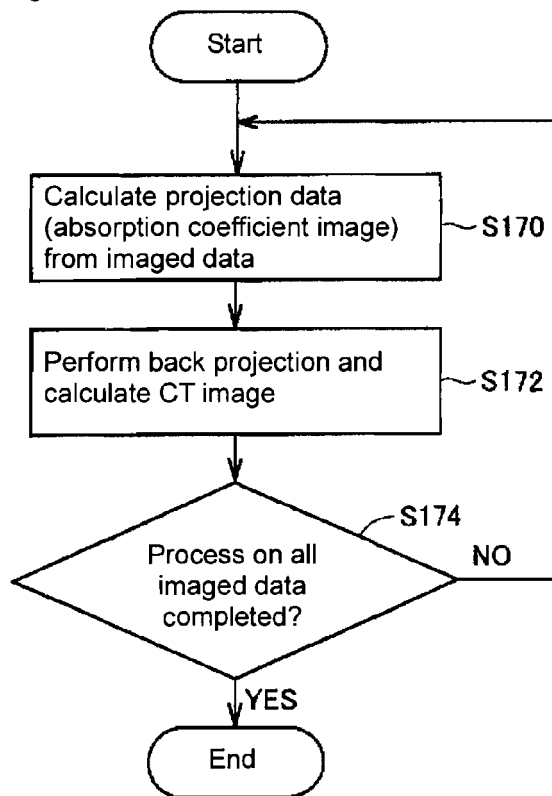 Start
Calculate projection data
(absorption coefficient image)
from imaged data
S170
Perform back projection and
calculate CT image
S172
S174
Process on all
imaged data
completed?
NO
YES
End